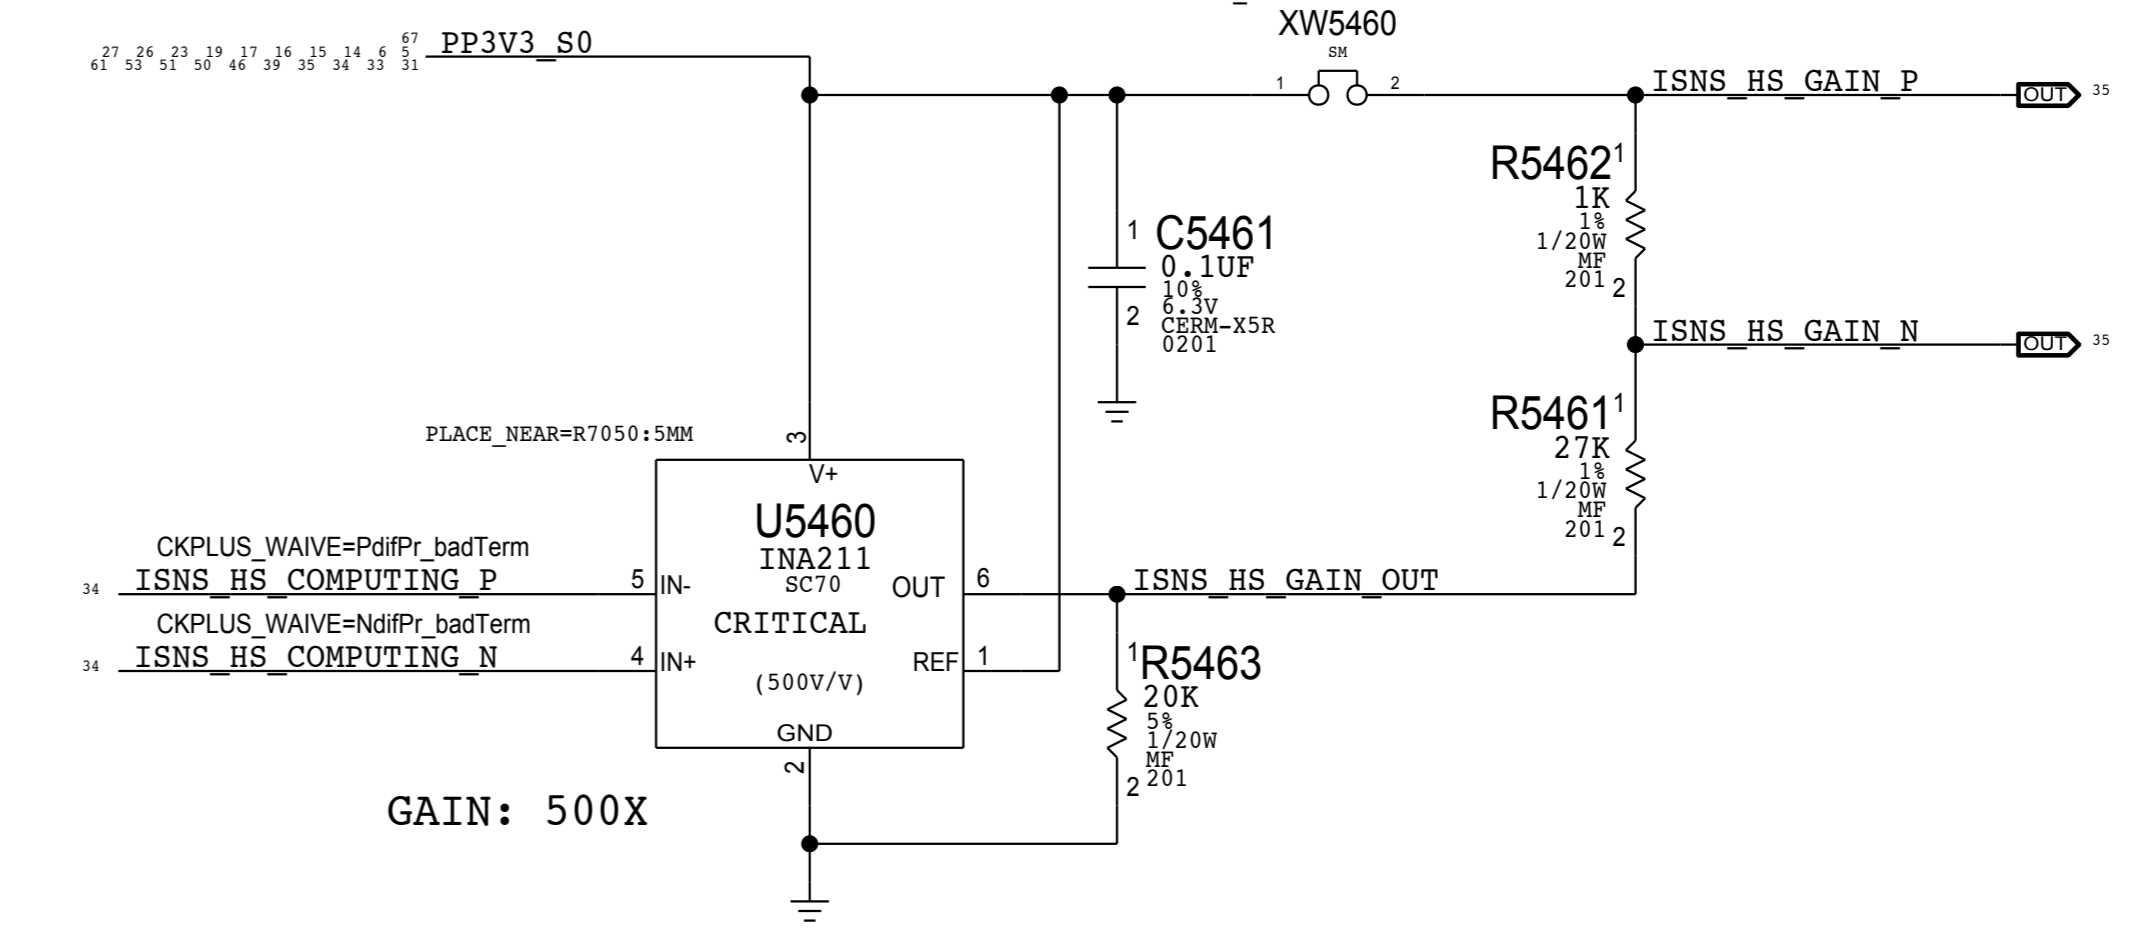 XW5460
SM
1 2
67
27 26 23 19 17 16 15 14 6 5
61 53 51 50 46 39 35 34 33 31
PP3V3_S0
ISNS_HS_GAIN_P
OUT 35
R5462
1
1K
1%
1/20W
MF
201
2
1
C5461
0.1UF
10%
6.3V
CERM-X5R
0201
2
ISNS_HS_GAIN_N
OUT 35
R5461
1
27K
1%
1/20W
MF
201
2
PLACE_NEAR=R7050:5MM
3
V+
U5460
INA211
SC70
CRITICAL
(500V/V)
CKPLUS_WAIVE=PdifPr_badTerm
34 ISNS_HS_COMPUTING_P 5 IN-
CKPLUS_WAIVE=NdifPr_badTerm
34 ISNS_HS_COMPUTING_N 4 IN+
OUT 6 ISNS_HS_GAIN_OUT
REF 1
GND
2
1
R5463
20K
5%
1/20W
MF
201
2
GAIN: 500X